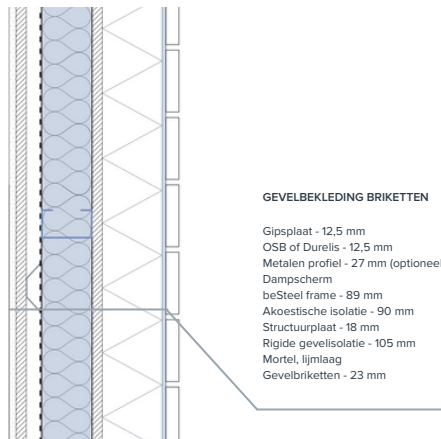 GEVELBEKLEDING BRIKETTEN
Gipsplaat - 12,5 mm
OSB of Durelis - 12,5 mm
Metalen profiel - 27 mm (optioneel
Dampscherm
beSteel frame - 89 mm
Akoestische isolatie - 90 mm
Structuurplaat - 18 mm
Rigide gevelisolatie - 105 mm
Mortel, lijmlaag
Gevelbriketten - 23 mm